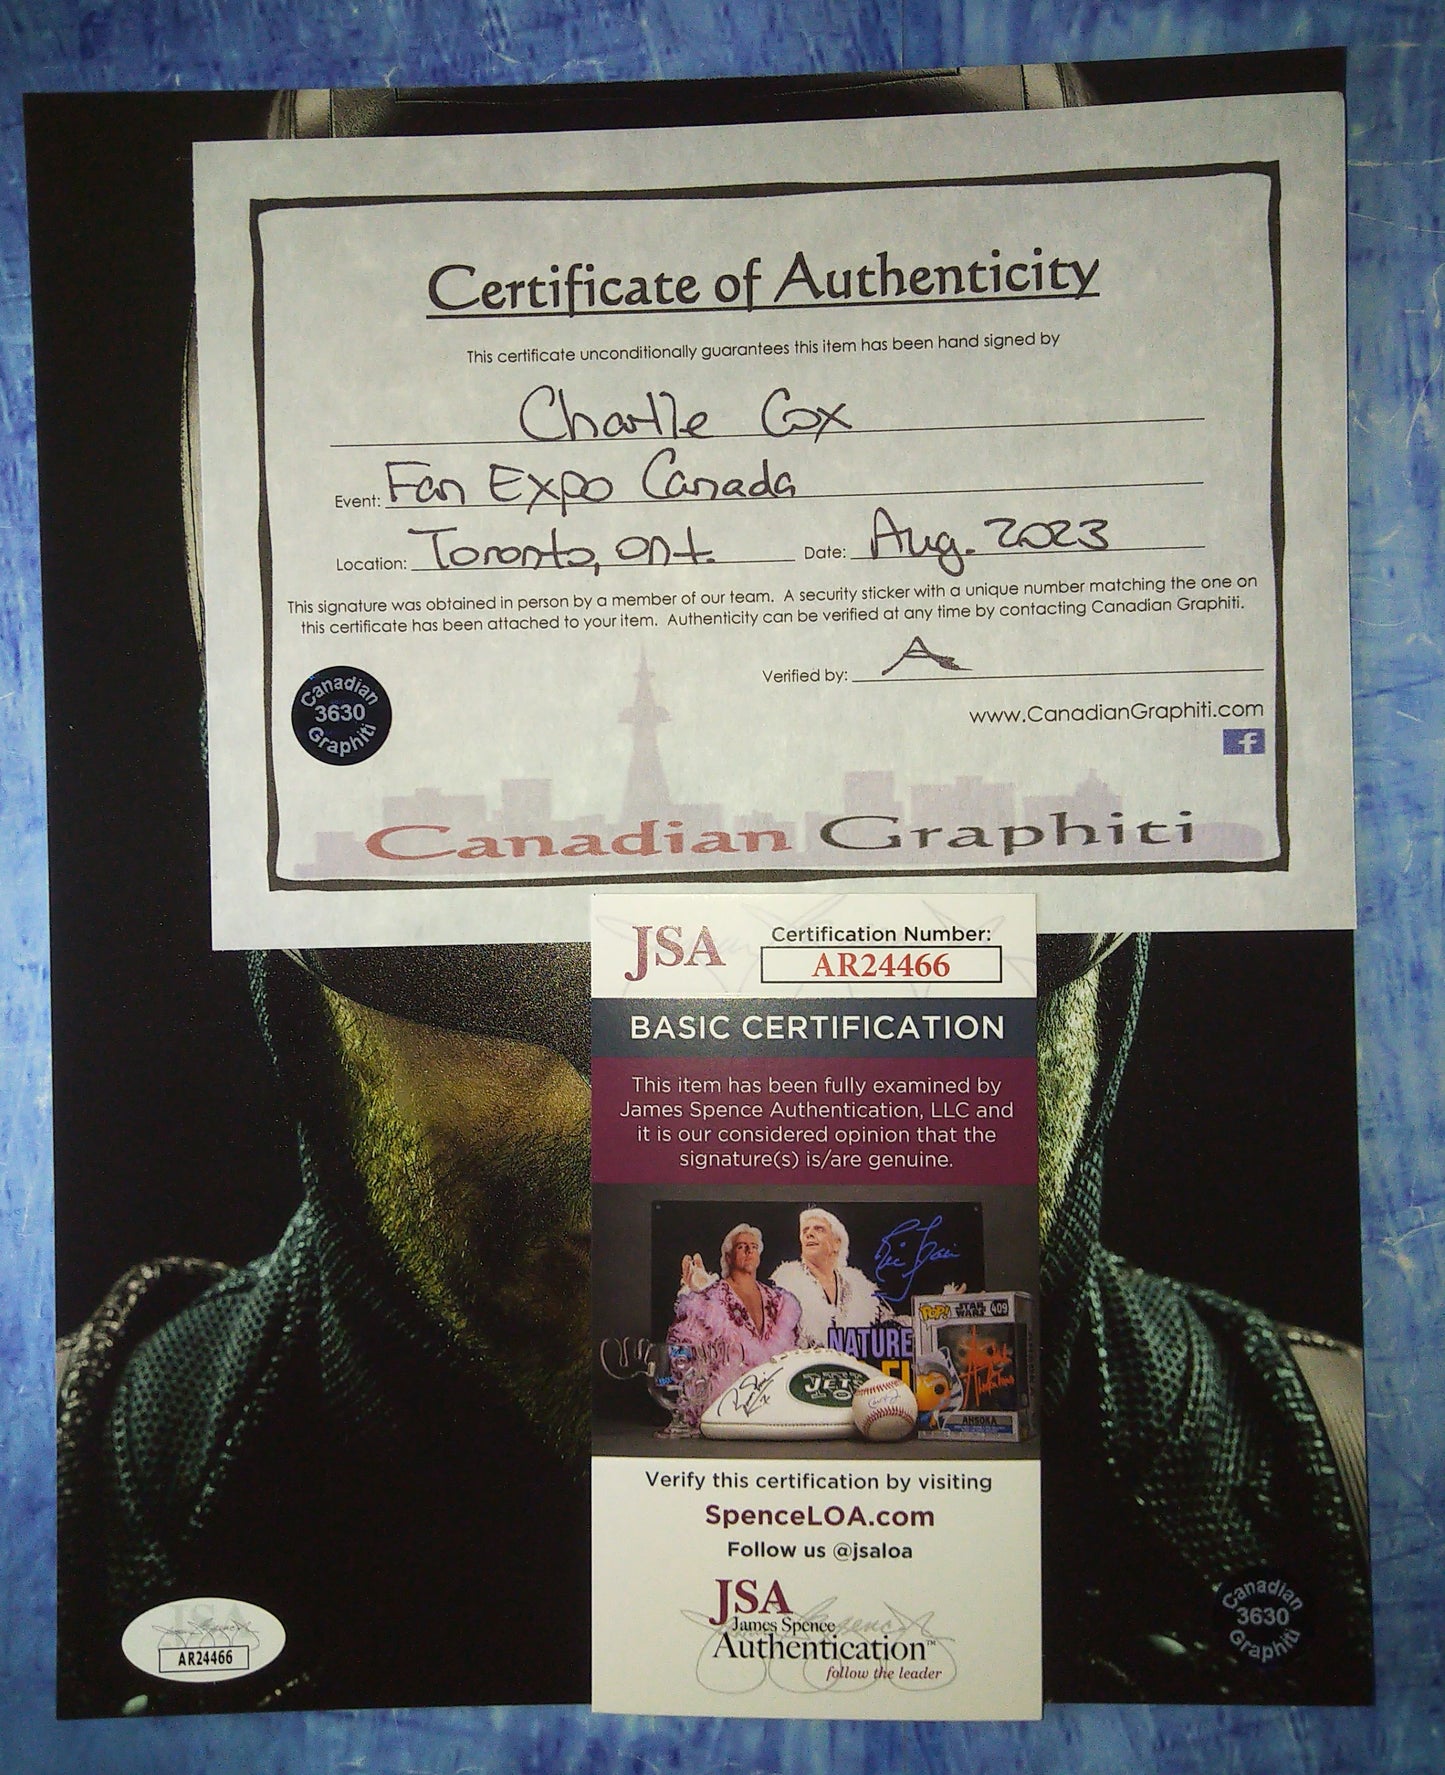 Certificate of Authenticity
This certificate unconditionally guarantees this item has been hand signed by
Charlie Cox
Event: Fan Expo Canada
Location: Toronto, Ont. Date: Aug. 2023
This signature was obtained in person by a member of our team. A security sticker with a unique number matching the one on
this certificate has been attached to your item. Authenticity can be verified at any time by contacting Canadian Graphiti.
Verified by:
www.CanadianGraphiti.com
f
Canadian
3630
Graphiti
Canadian Graphiti
JSA
Certification Number:
AR24466
BASIC CERTIFICATION
This item has been fully examined by
James Spence Authentication, LLC and
it is our considered opinion that the
signature(s) is/are genuine.
NATURE
JETS
POP! STAR WARS 409
AHSOKA
Verify this certification by visiting
SpenceLOA.com
Follow us @jsaloa
JSA
James Spence
Authentication™
follow the leader
JSA
AR24466
Canadian
3630
Graphiti